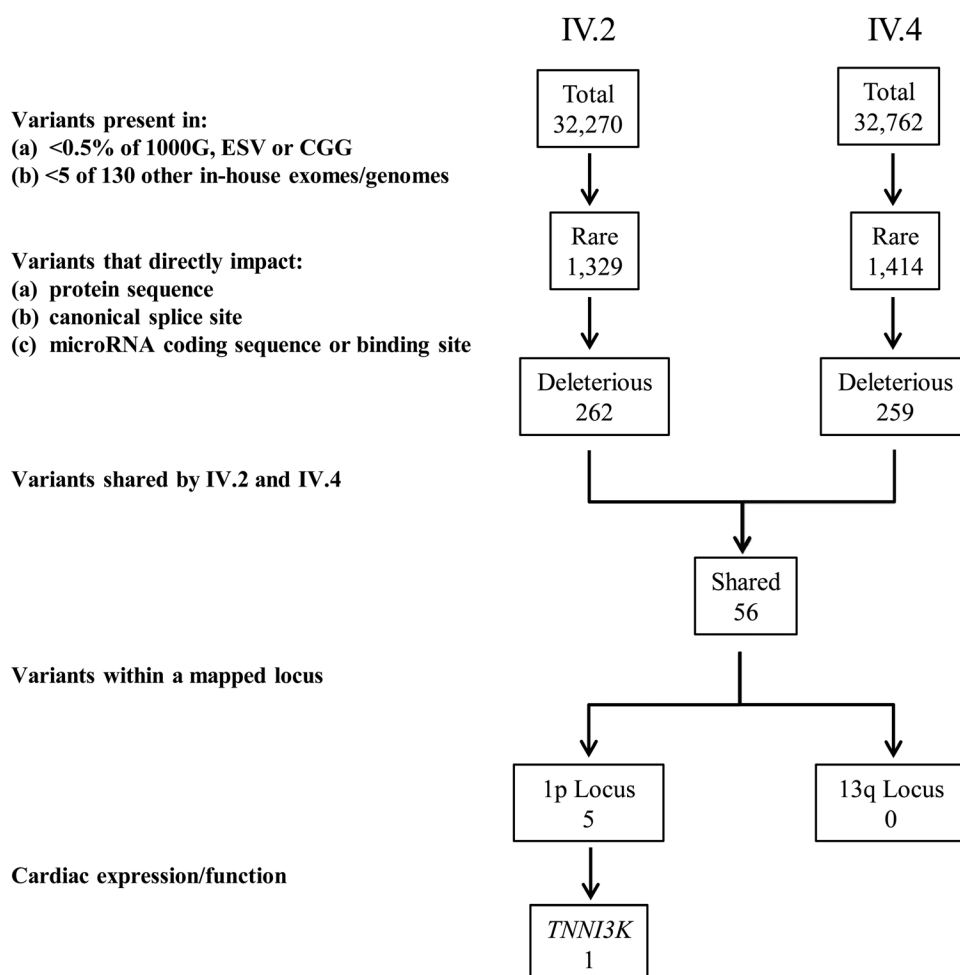 IV.2
IV.4
Total
32,270
Total
32,762
Variants present in:
(a) <0.5% of 1000G, ESV or CGG
(b) <5 of 130 other in-house exomes/genomes
Rare
1,329
Rare
1,414
Variants that directly impact:
(a) protein sequence
(b) canonical splice site
(c) microRNA coding sequence or binding site
Deleterious
262
Deleterious
259
Variants shared by IV.2 and IV.4
Shared
56
Variants within a mapped locus
1p Locus
5
13q Locus
0
Cardiac expression/function
TNNI3K
1